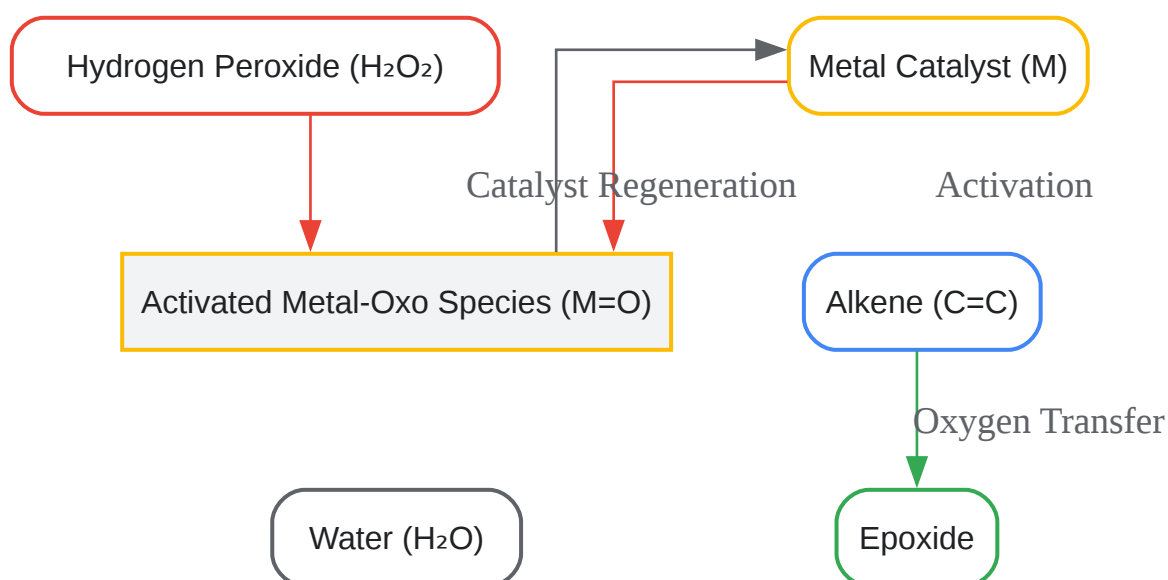 Hydrogen Peroxide (H₂O₂)
Metal Catalyst (M)
Catalyst Regeneration
Activation
Activated Metal-Oxo Species (M=O)
Alkene (C=C)
Oxygen Transfer
Water (H₂O)
Epoxide